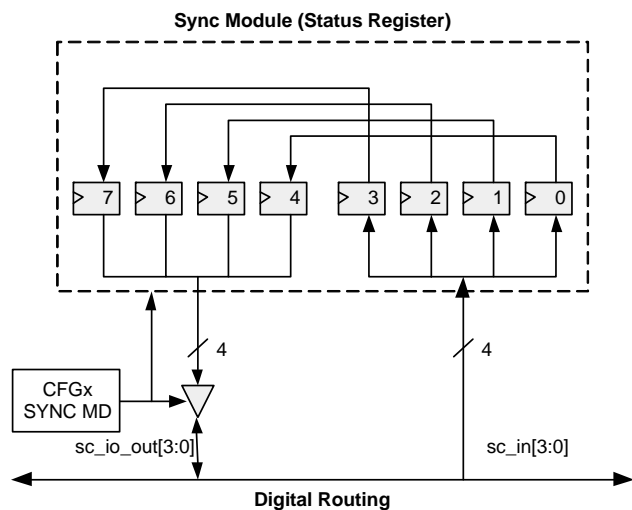 Sync Module (Status Register)
7 6 5 4 3 2 1 0
4 4
CFGx
SYNC MD
sc_io_out[3:0] sc_in[3:0]
Digital Routing